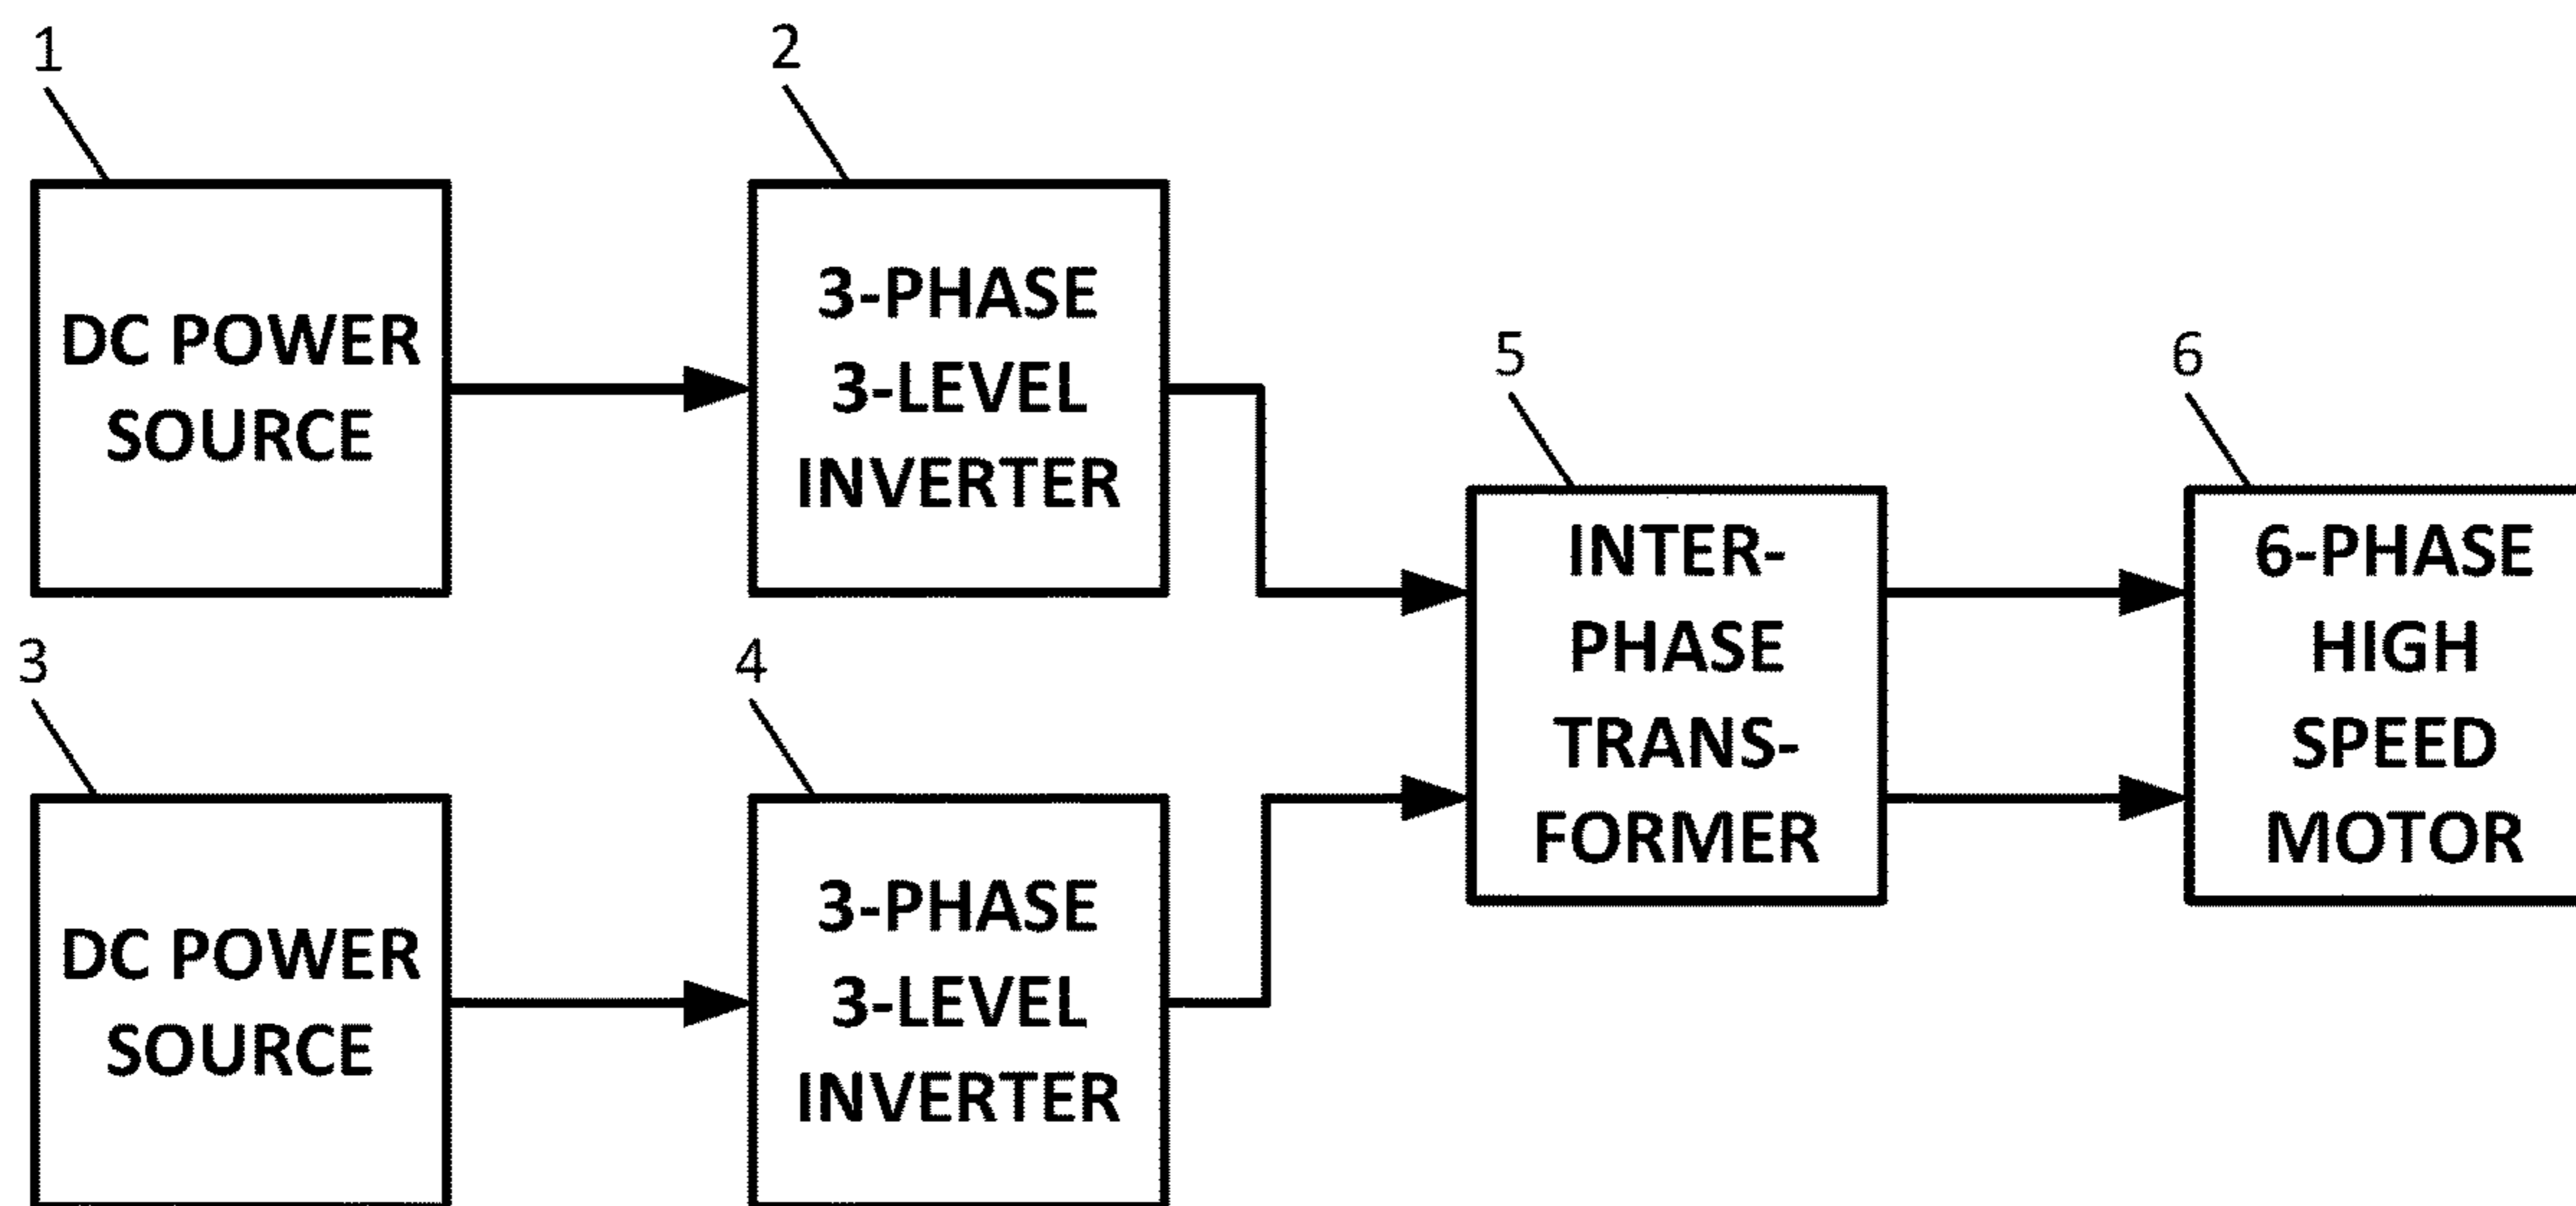 1
DC POWER
SOURCE
2
3-PHASE
3-LEVEL
INVERTER
3
DC POWER
SOURCE
4
3-PHASE
3-LEVEL
INVERTER
5
INTER-
PHASE
TRANS-
FORMER
6
6-PHASE
HIGH
SPEED
MOTOR